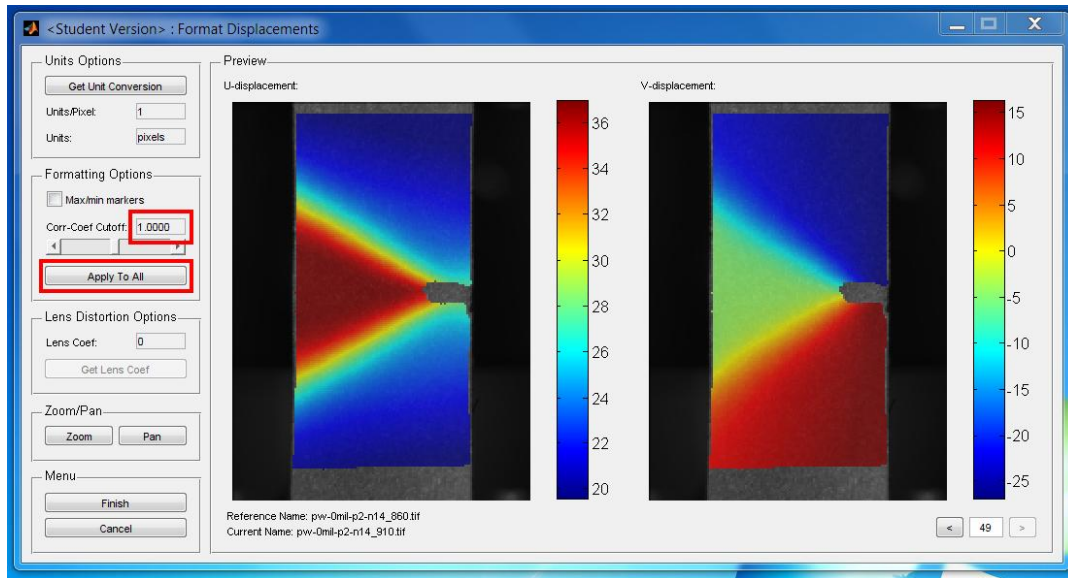 <Student Version> : Format Displacements
Units Options
Get Unit Conversion
Units/Pixel: 1
Units: pixels
Formatting Options
Max/min markers
Corr-Coef Cutoff: 1.0000
Apply To All
Lens Distortion Options
Lens Coef: 0
Get Lens Coef
Zoom/Pan
Zoom Pan
Menu
Finish
Cancel
Preview
U-displacement:
36
34
32
30
28
26
24
22
20
V-displacement:
15
10
5
0
-5
-10
-15
-20
-25
Reference Name: pw-0mil-p2-n14_860.tif
Current Name: pw-0mil-p2-n14_910.tif
< 49 >